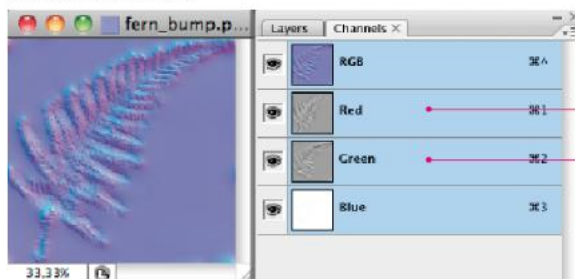 fern_bump.p...
Layers Channels ×
RGB ⌘^
Red ⌘1
Green ⌘2
Blue ⌘3
33.33%